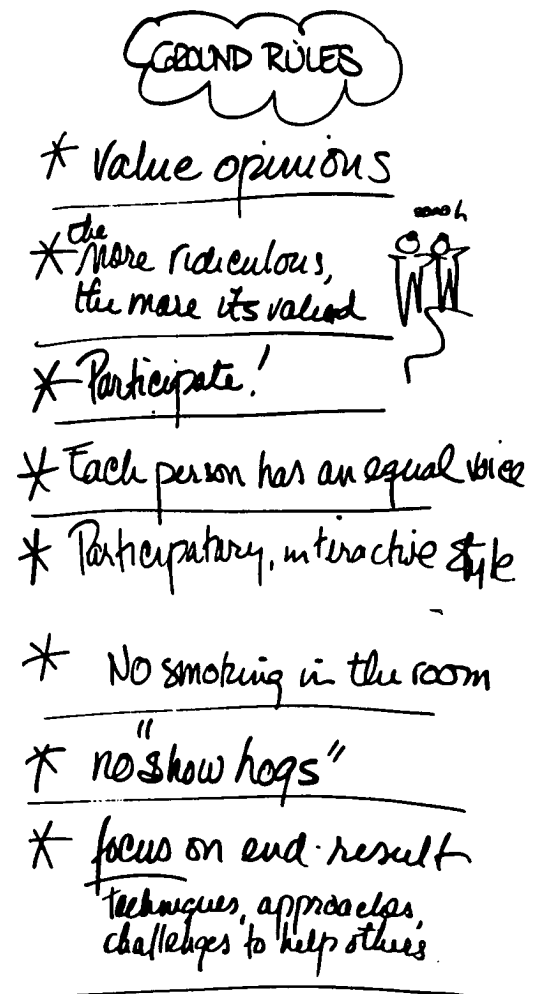 GROUND RULES
* Value opinions
* the
More ridiculous,
the more its valued
* Participate!
* Each person has an equal voice
* Participatory, interactive style
* No smoking in the room
* no "show hogs"
* focus on end-result
techniques, approaches,
challenges to help others